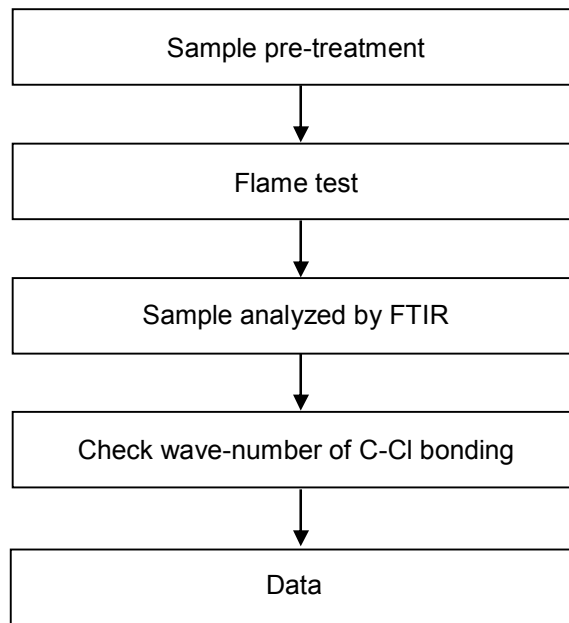 Sample pre-treatment
Flame test
Sample analyzed by FTIR
Check wave-number of C-Cl bonding
Data